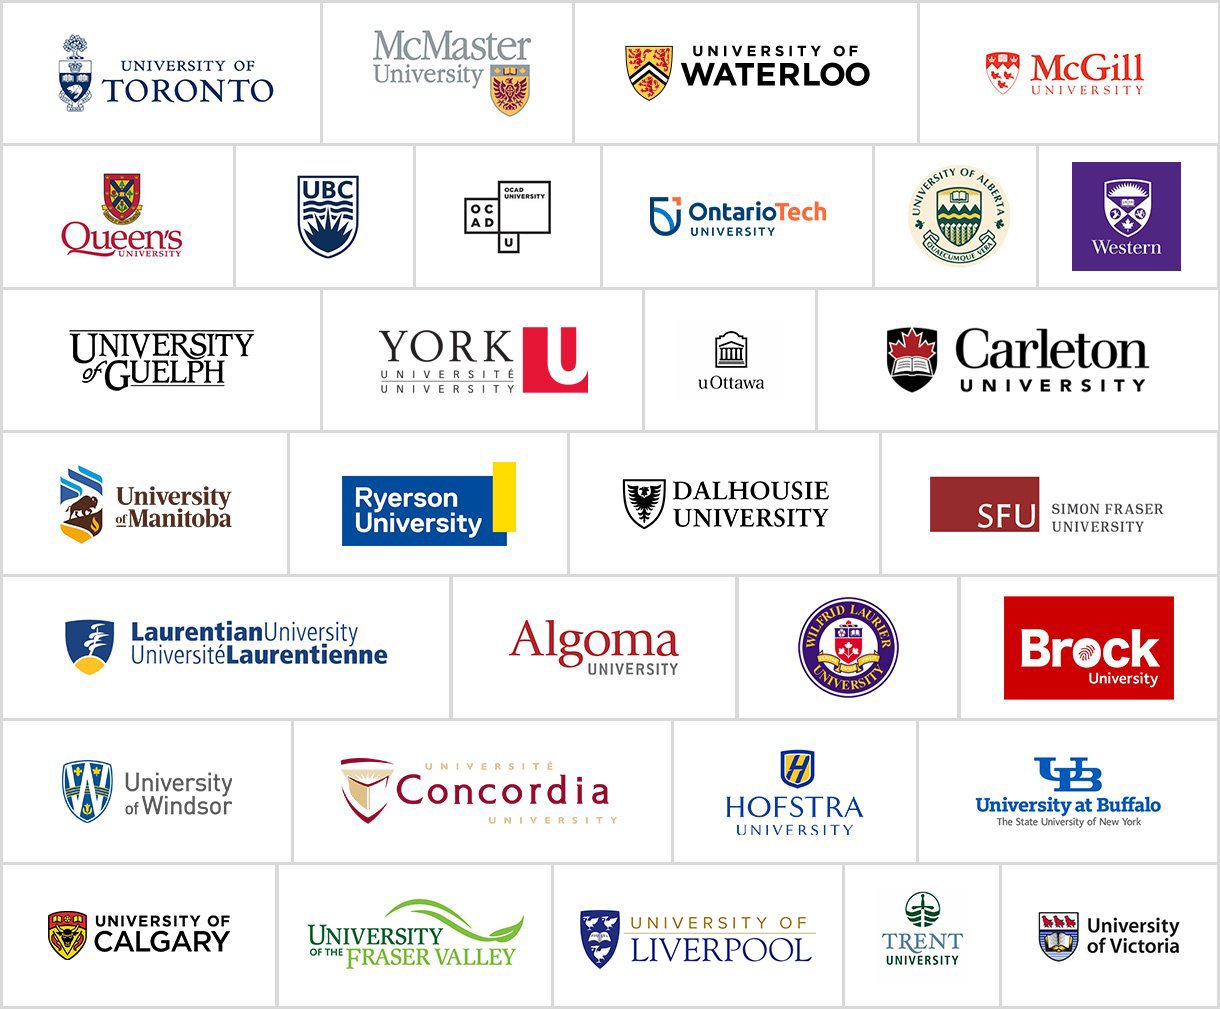 UNIVERSITY OF
TORONTO
McMaster
University
UNIVERSITY OF
WATERLOO
McGill
UNIVERSITY
Queen's
UNIVERSITY
UBC
OCAD
UNIVERSITY
O C
A D
U
OntarioTech
UNIVERSITY
UNIVERSITY OF ALBERTA
QUAECUMQUE VERA
Western
UNIVERSITY
of GUELPH
YORK
UNIVERSITÉ
UNIVERSITY
U
uOttawa
Carleton
UNIVERSITY
University
of Manitoba
Ryerson
University
DALHOUSIE
UNIVERSITY
SFU
SIMON FRASER
UNIVERSITY
LaurentianUniversity
UniversitéLaurentienne
Algoma
UNIVERSITY
WILFRID LAURIER
UNIVERSITY
Brock
University
W
University
of Windsor
UNIVERSITÉ
Concordia
UNIVERSITY
H
HOFSTRA
UNIVERSITY
UB
University at Buffalo
The State University of New York
UNIVERSITY OF
CALGARY
UNIVERSITY
OF THE FRASER VALLEY
UNIVERSITY OF
LIVERPOOL
TRENT
UNIVERSITY
University
of Victoria